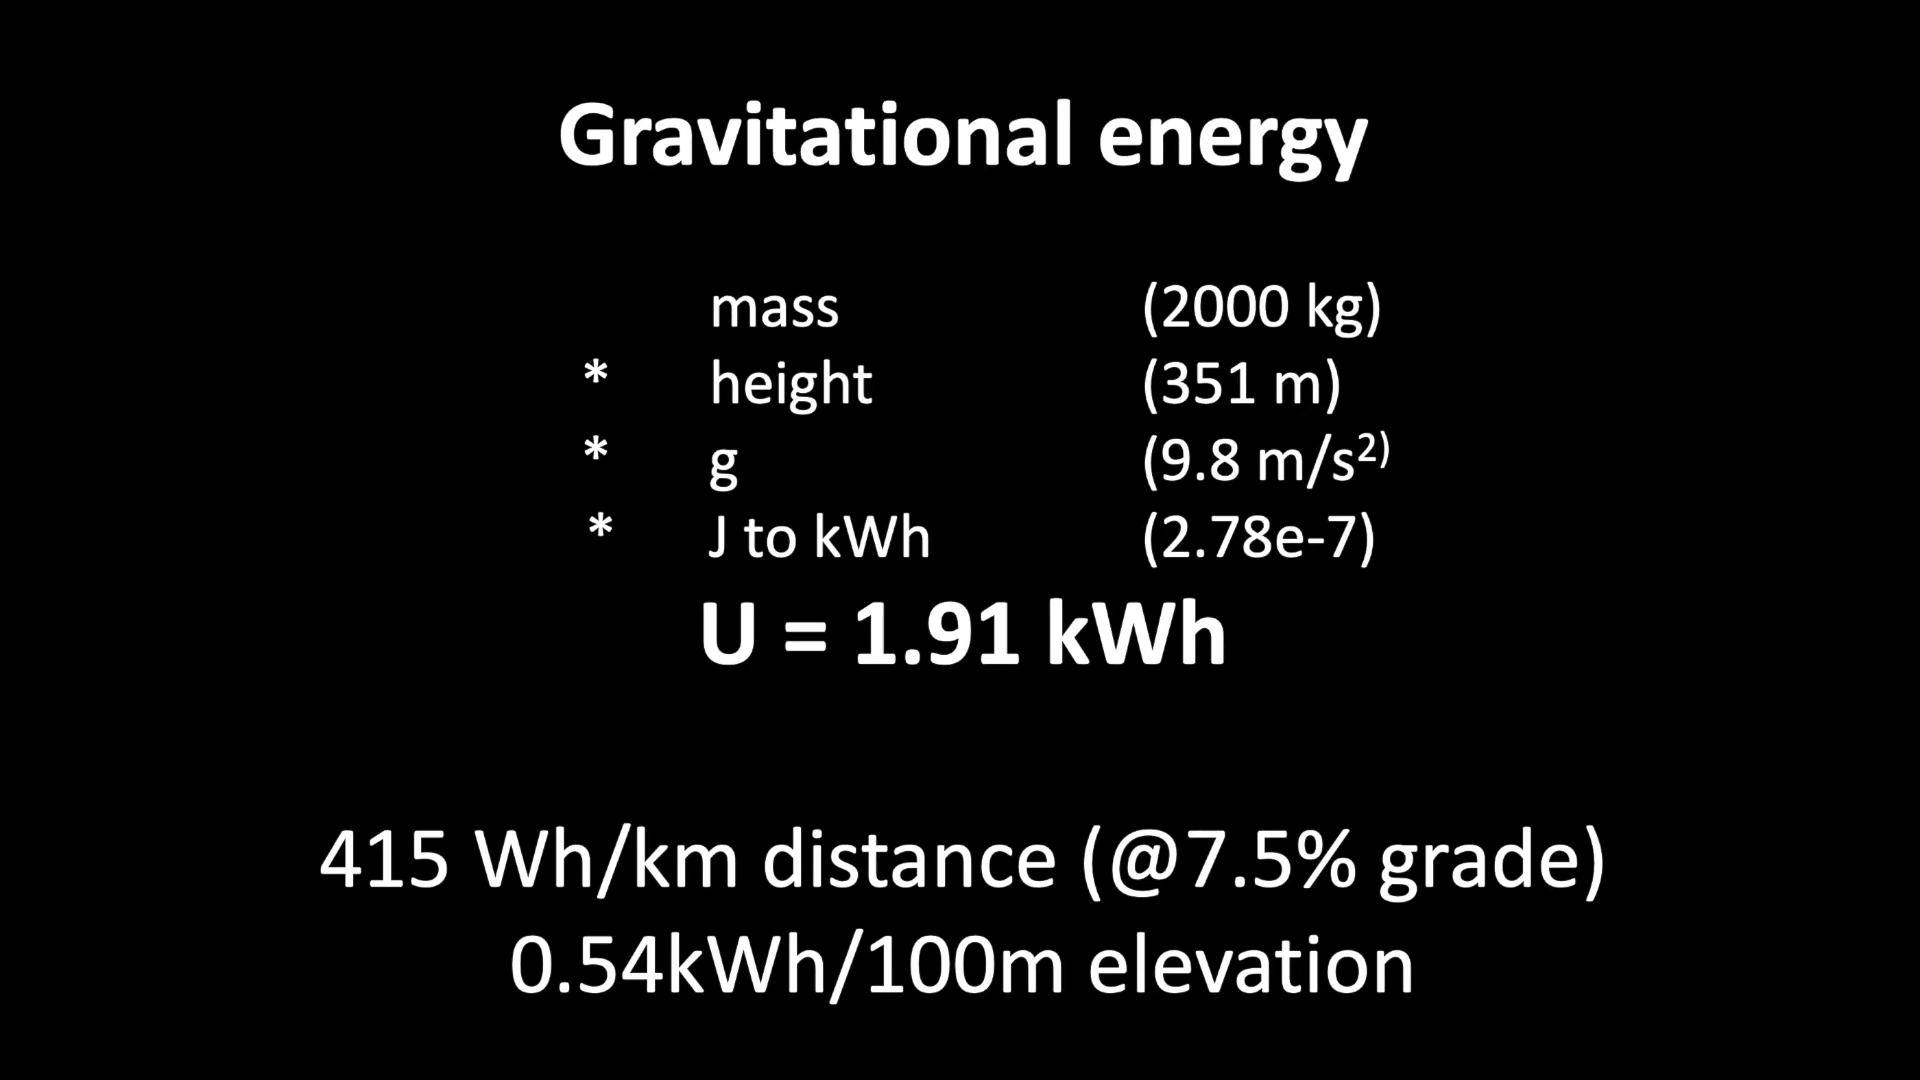 Gravitational energy
mass (2000 kg)
* height (351 m)
* g (9.8 m/s²⁾
* J to kWh (2.78e-7)
U = 1.91 kWh
415 Wh/km distance (@7.5% grade)
0.54kWh/100m elevation